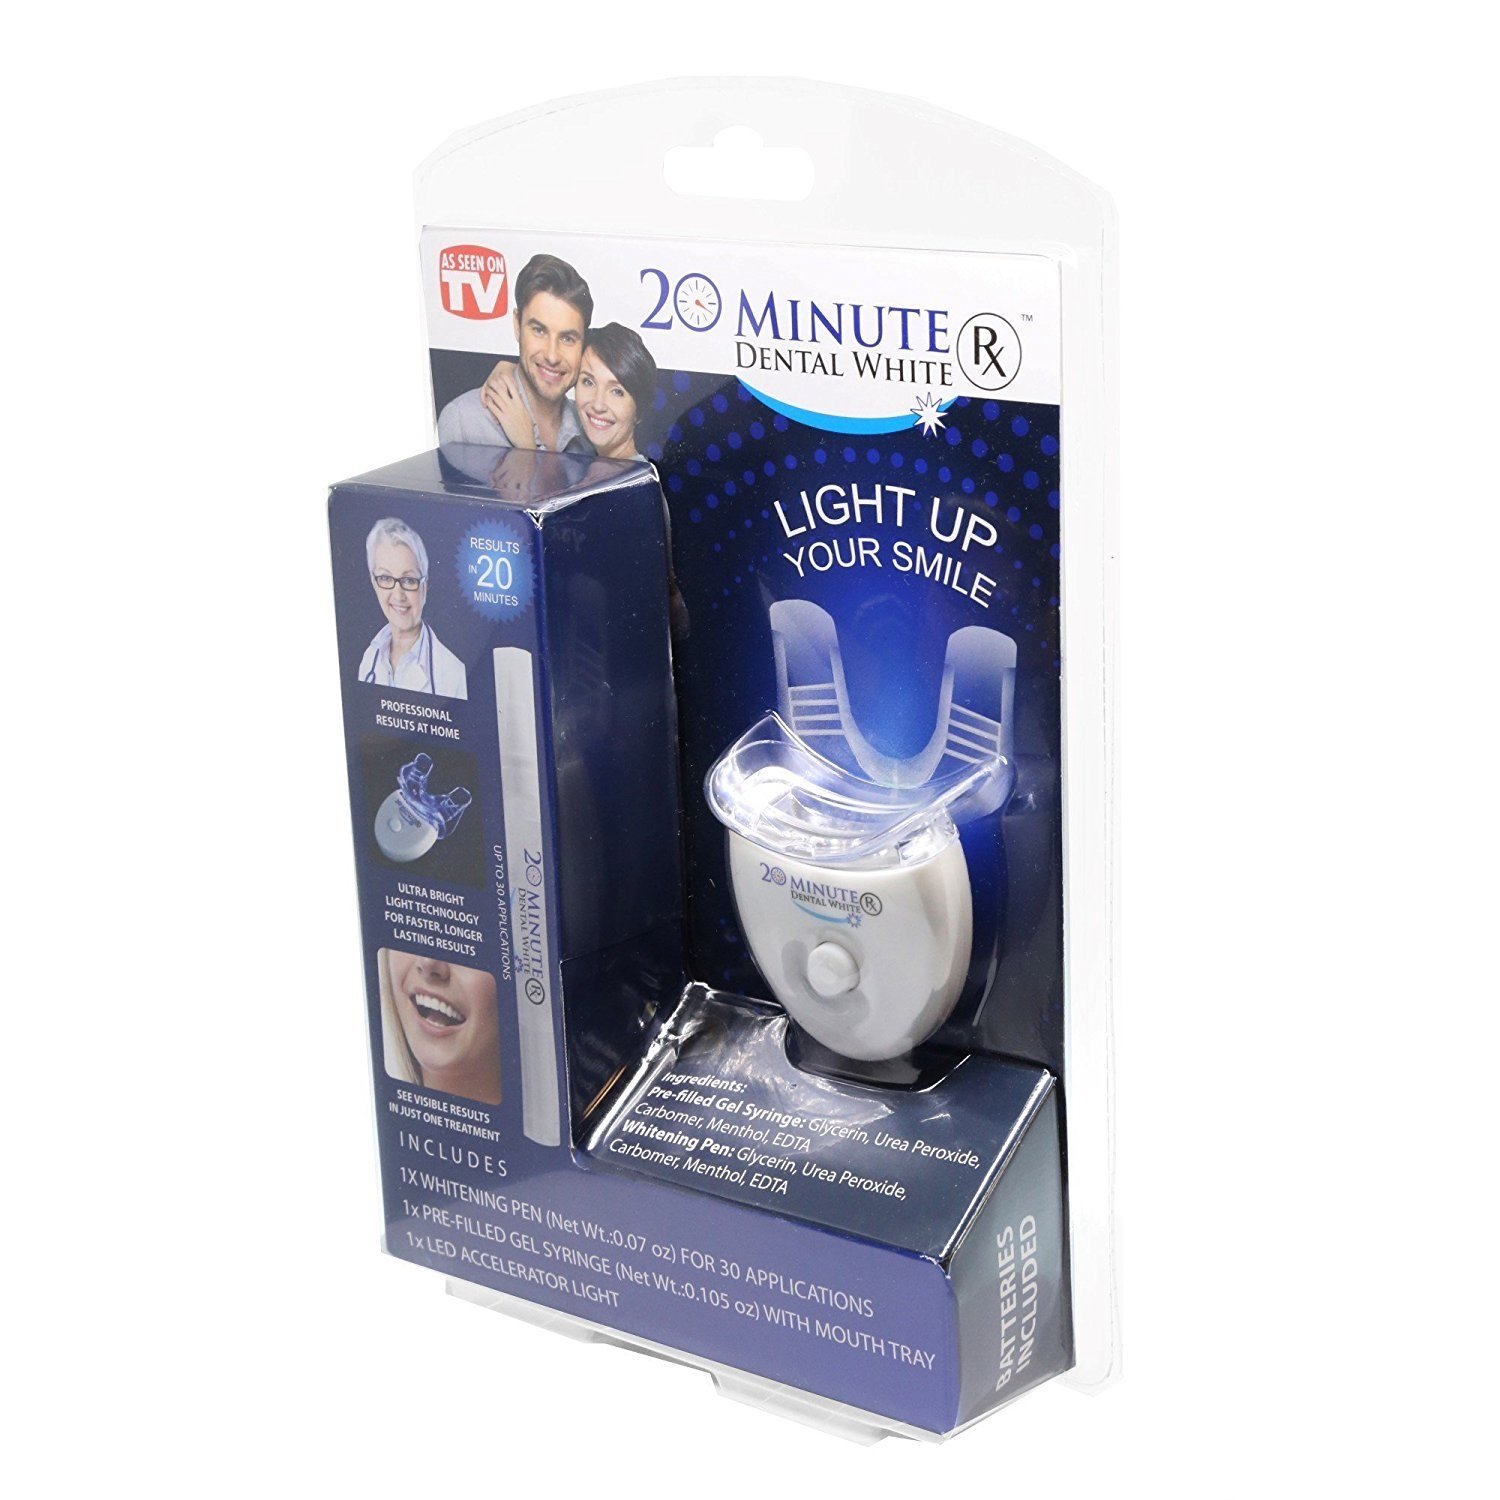 AS SEEN ON
TV
20 MINUTE
DENTAL WHITE
Rx
™
LIGHT UP
YOUR SMILE
RESULTS
IN 20
MINUTES
PROFESSIONAL
RESULTS AT HOME
ULTRA BRIGHT
LIGHT TECHNOLOGY
FOR FASTER, LONGER
LASTING RESULTS
SEE VISIBLE RESULTS
IN JUST ONE TREATMENT
UP TO 30 APPLICATIONS
20 MINUTE
DENTAL WHITE
Rx
20 MINUTE
DENTAL WHITE
Rx
Ingredients:
Pre-filled Gel Syringe: Glycerin, Urea Peroxide,
Carbomer, Menthol, EDTA
Whitening Pen: Glycerin, Urea Peroxide,
Carbomer, Menthol, EDTA
INCLUDES
1X WHITENING PEN (Net Wt.:0.07 oz) FOR 30 APPLICATIONS
1x PRE-FILLED GEL SYRINGE (Net Wt.:0.105 oz) WITH MOUTH TRAY
1x LED ACCELERATOR LIGHT
BATTERIES
INCLUDED